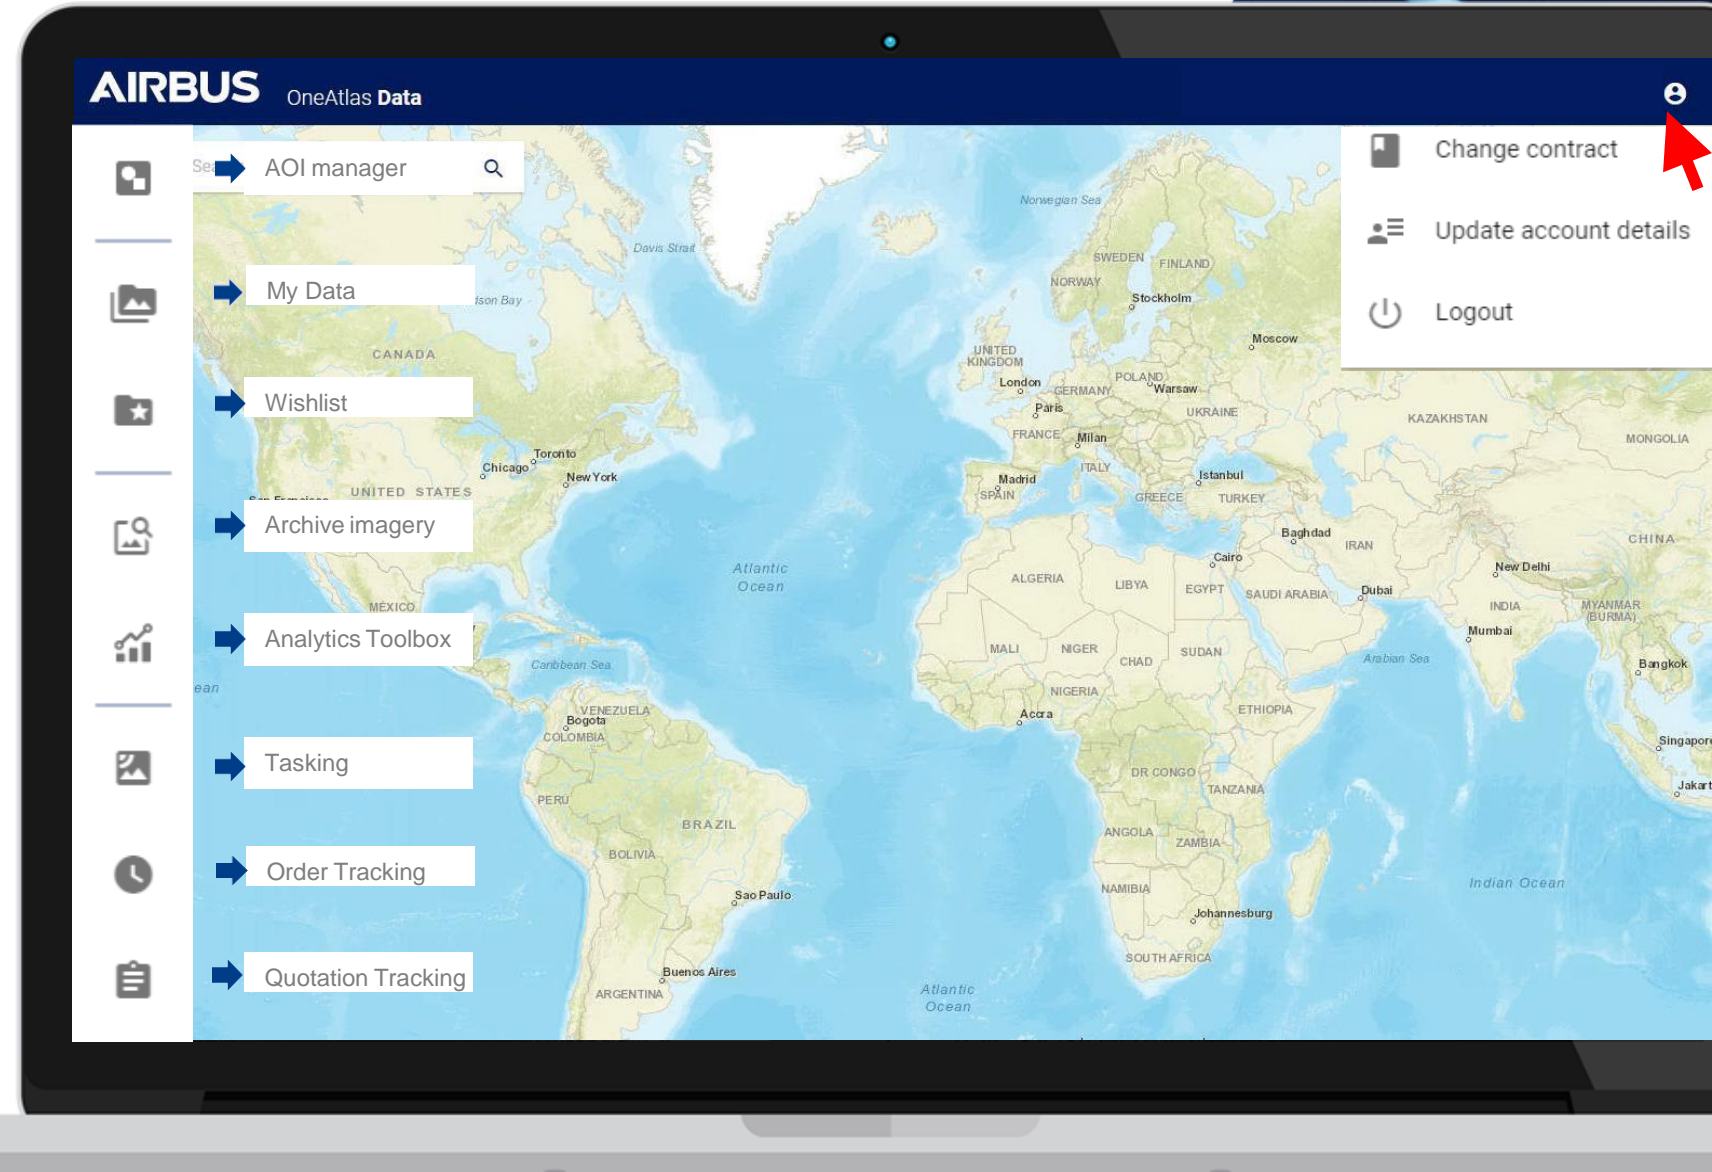 AIRBUS OneAtlas Data
AOI manager
Change contract
Norwegian Sea
Update account details
Davis Strait
SWEDEN
FINLAND
NORWAY
My Data
Stockholm
Logout
Moscow
CANADA
UNITED
KINGDOM
London
GERMANY
POLAND
Warsaw
Wishlist
Paris
UKRAINE
KAZAKHSTAN
FRANCE
Milan
MONGOLIA
Toronto
Chicago
New York
ITALY
Madrid
SPAIN
Istanbul
GREECE
TURKEY
UNITED STATES
San Francisco
Archive imagery
Baghdad
IRAN
CHINA
Cairo
Atlantic
Ocean
ALGERIA
LIBYA
EGYPT
SAUDI ARABIA
Dubai
New Delhi
INDIA
MYANMAR
(BURMA)
MÉXICO
Mumbai
Analytics Toolbox
MALI
NIGER
CHAD
SUDAN
Arabian Sea
Caribbean Sea
Bangkok
NIGERIA
Accra
ETHIOPIA
VENEZUELA
Bogota
COLOMBIA
Singapore
Tasking
DR CONGO
TANZANIA
PERU
BRAZIL
ANGOLA
ZAMBIA
BOLIVIA
Order Tracking
Indian Ocean
NAMIBIA
Sao Paulo
Johannesburg
SOUTH AFRICA
Quotation Tracking
Buenos Aires
ARGENTINA
Atlantic
Ocean